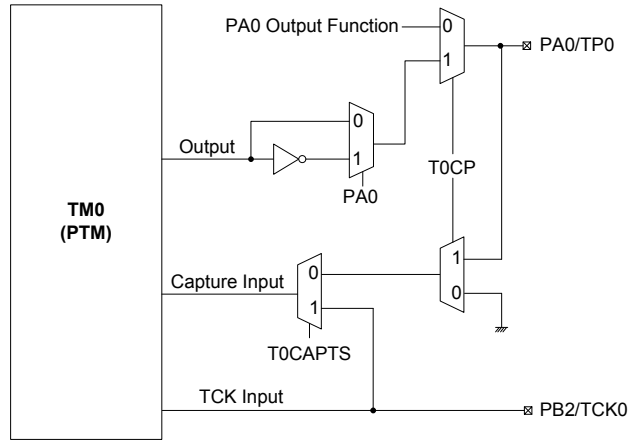 PA0 Output Function
0
1
PA0/TP0
Output
0
1
PA0
T0CP
TM0
(PTM)
Capture Input
0
1
T0CAPTS
1
0
TCK Input
PB2/TCK0